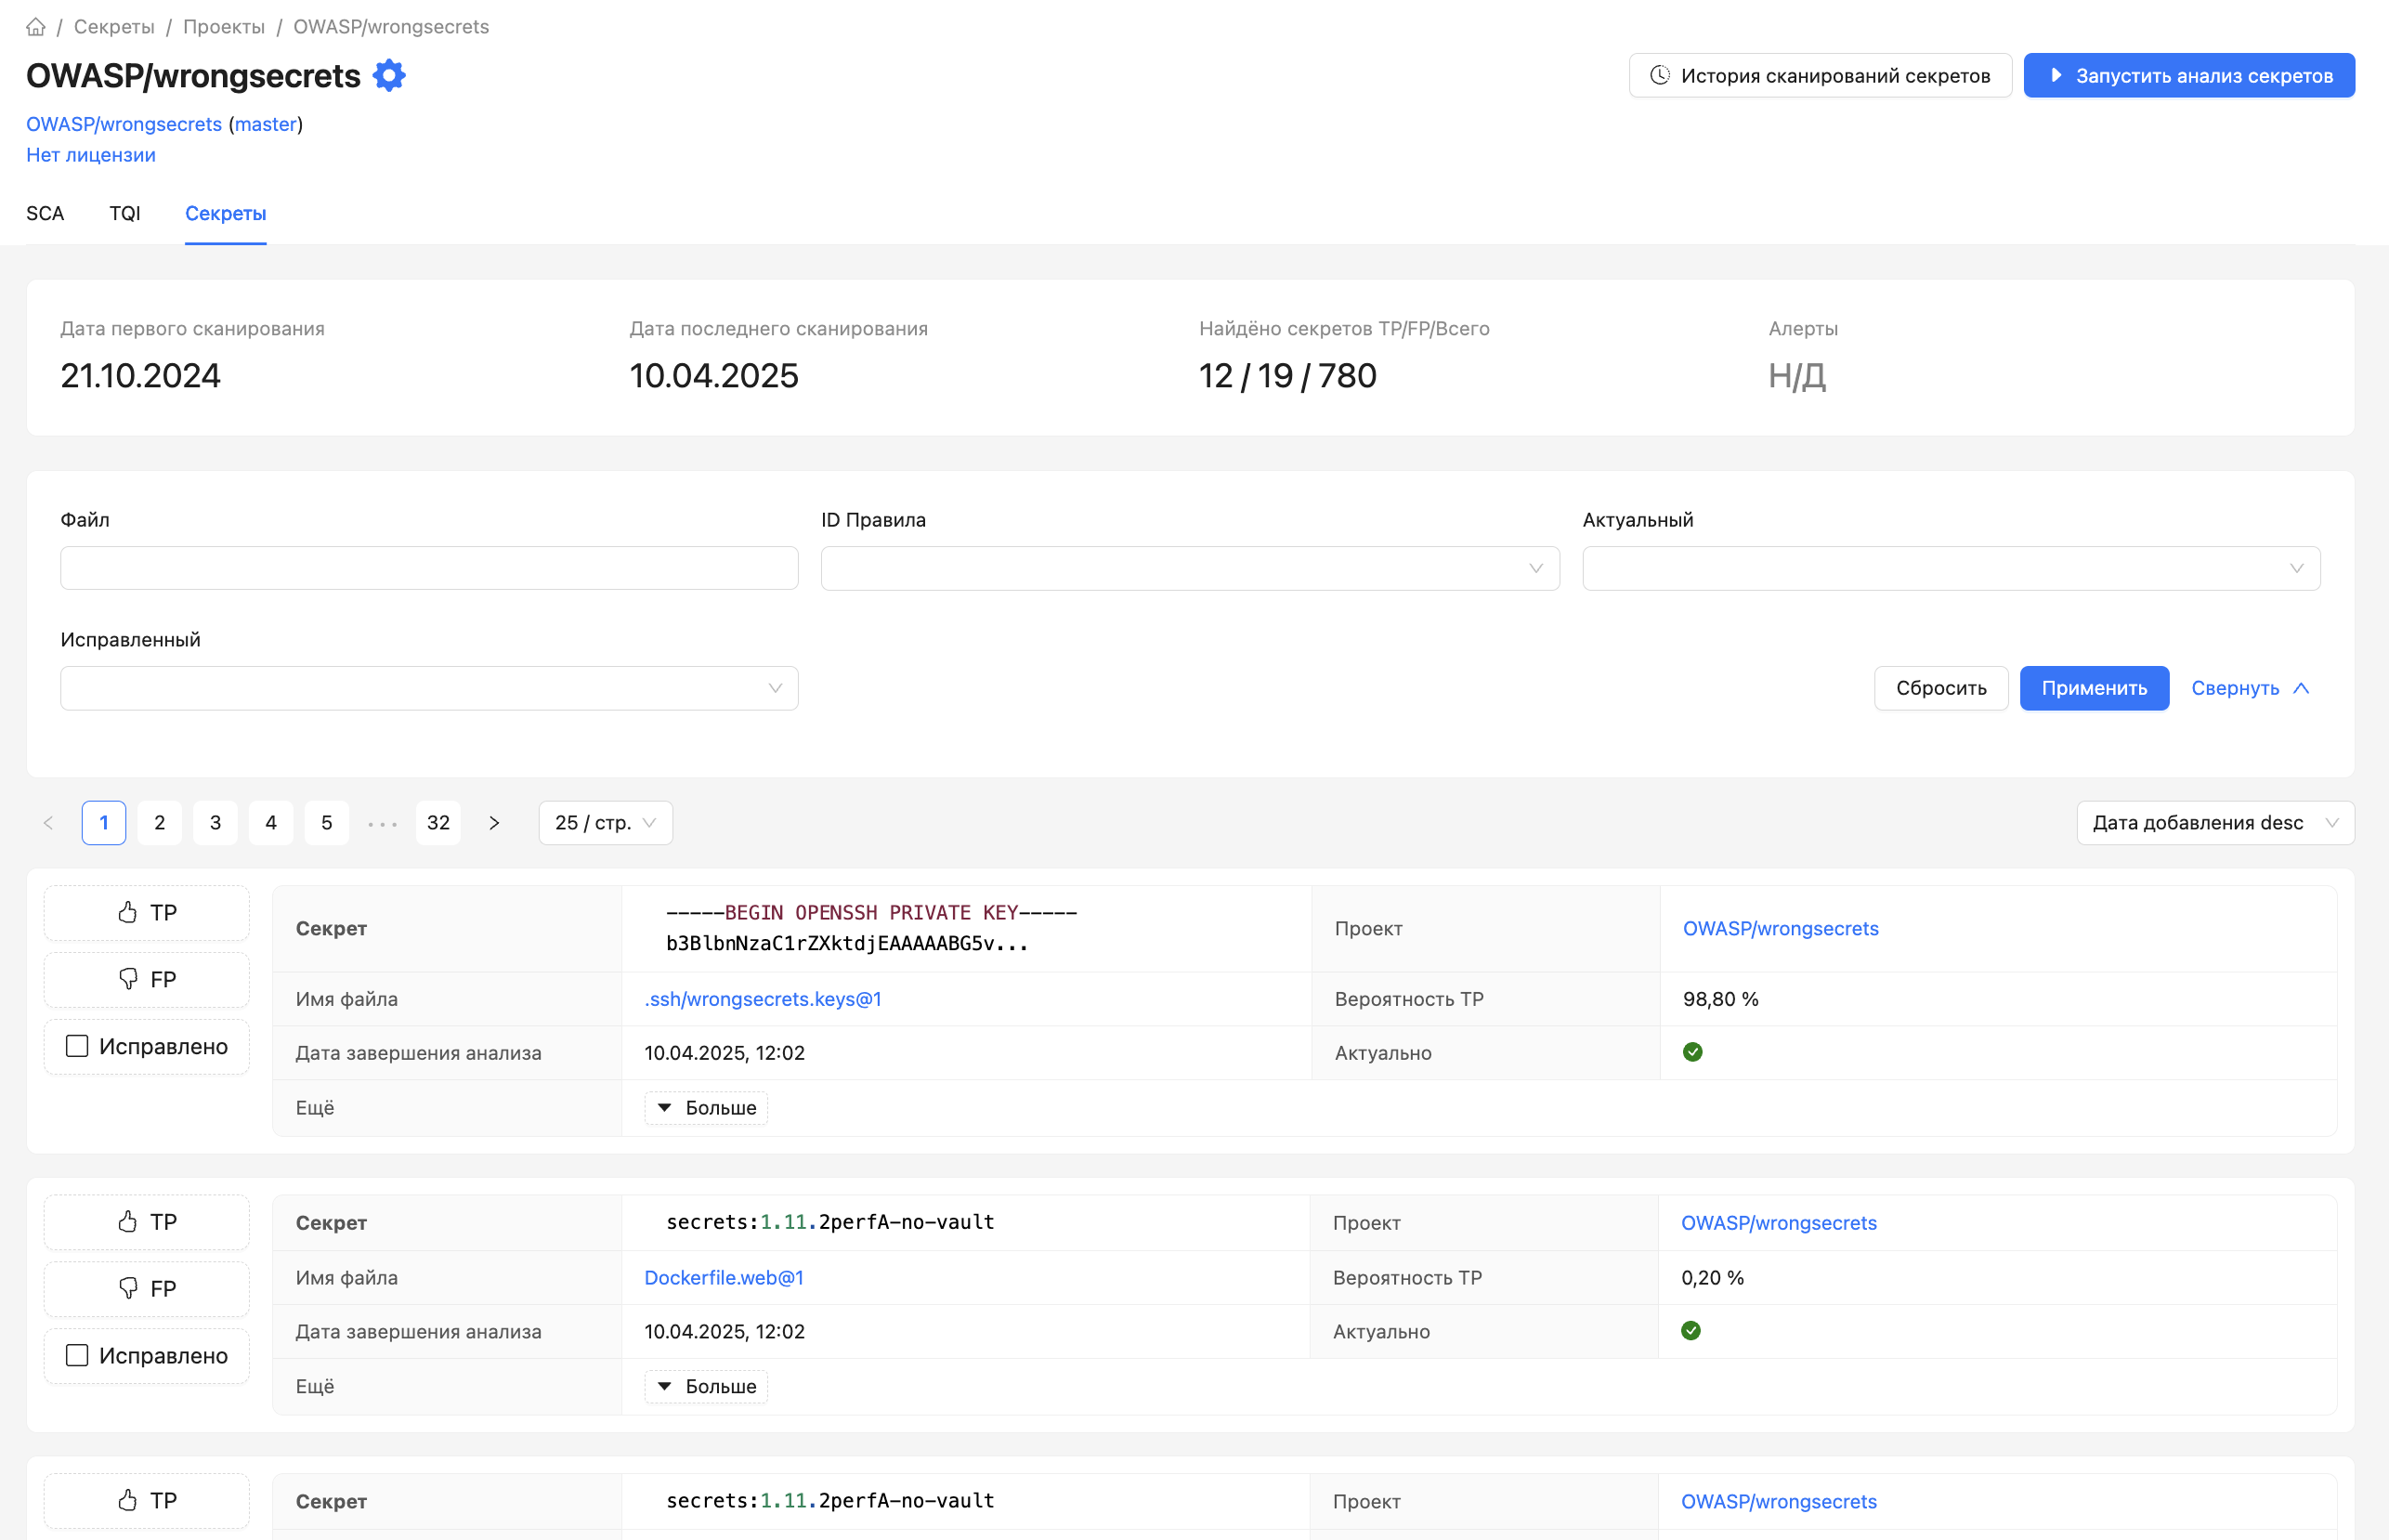 / Секреты / Проекты / OWASP/wrongsecrets
OWASP/wrongsecrets
История сканирований секретов
Запустить анализ секретов
OWASP/wrongsecrets (master)
Нет лицензии
SCA TQI Секреты
Дата первого сканирования Дата последнего сканирования Найдёно секретов TP/FP/Всего Алерты
21.10.2024 10.04.2025 12 / 19 / 780 Н/Д
Файл ID Правила Актуальный
Исправленный
Сбросить Применить Свернуть
1 2 3 4 5 ••• 32 25 / стр. Дата добавления desc
TP
FP
Исправлено
Секрет
-----BEGIN OPENSSH PRIVATE KEY-----
b3BlbnNzaC1rZXktdjEAAAAABG5v...
Проект OWASP/wrongsecrets
Имя файла .ssh/wrongsecrets.keys@1 Вероятность TP 98,80 %
Дата завершения анализа 10.04.2025, 12:02 Актуально
Ещё Больше
TP
FP
Исправлено
Секрет secrets:1.11.2perfA-no-vault Проект OWASP/wrongsecrets
Имя файла Dockerfile.web@1 Вероятность TP 0,20 %
Дата завершения анализа 10.04.2025, 12:02 Актуально
Ещё Больше
TP
Секрет secrets:1.11.2perfA-no-vault Проект OWASP/wrongsecrets